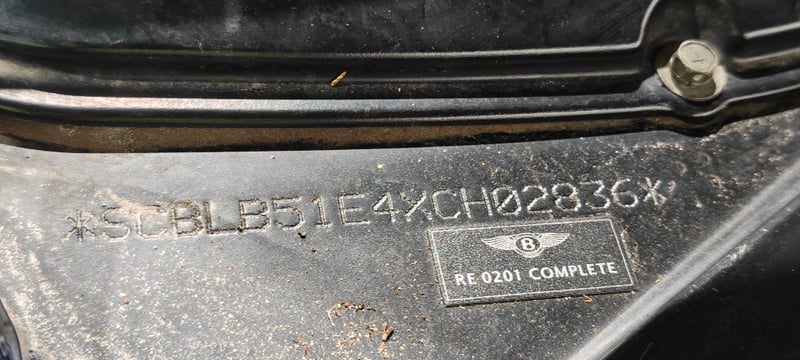 *SCBLB51E4XCH02836*
B
RE 0201 COMPLETE